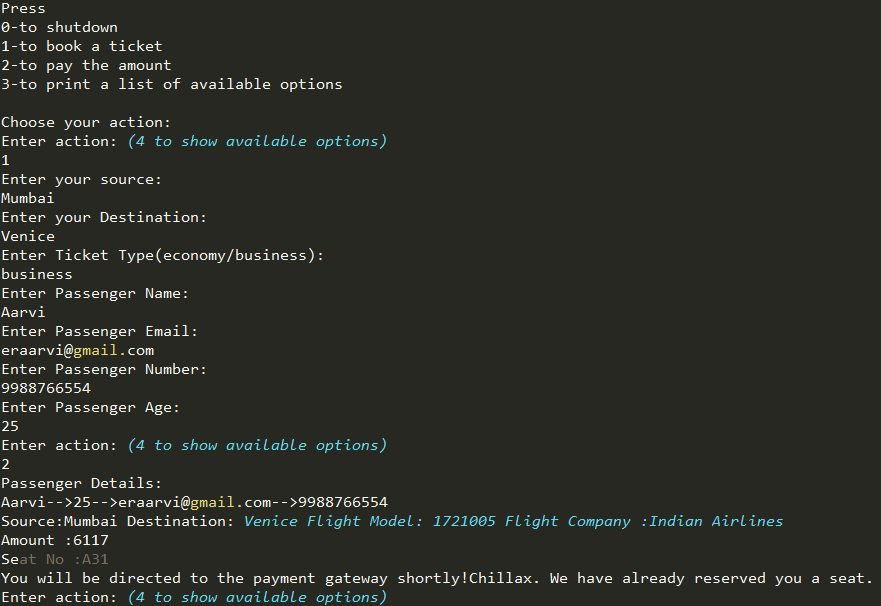 Press
0-to shutdown
1-to book a ticket
2-to pay the amount
3-to print a list of available options
Choose your action:
Enter action: (4 to show available options)
1
Enter your source:
Mumbai
Enter your Destination:
Venice
Enter Ticket Type(economy/business):
business
Enter Passenger Name:
Aarvi
Enter Passenger Email:
eraarvi@gmail.com
Enter Passenger Number:
9988766554
Enter Passenger Age:
25
Enter action: (4 to show available options)
2
Passenger Details:
Aarvi-->25-->eraarvi@gmail.com-->9988766554
Source:Mumbai Destination: Venice Flight Model: 1721005 Flight Company :Indian Airlines
Amount :6117
Seat No :A31
You will be directed to the payment gateway shortly!Chillax. We have already reserved you a seat.
Enter action: (4 to show available options)